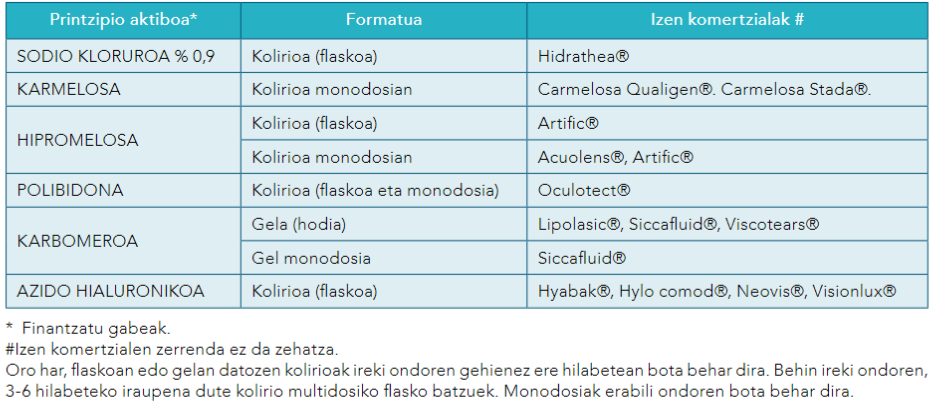 Printzipio aktiboa* Formatua Izen komertzialak #
SODIO KLORUROA % 0,9 Kolirioa (flaskoa) Hidrathea®
KARMELOSA Kolirioa monodosian Carmelosa Qualigen®. Carmelosa Stada®.
HIPROMELOSA Kolirioa (flaskoa) Artific®
Kolirioa monodosian Acuolens®, Artific®
POLIBIDONA Kolirioa (flaskoa eta monodosia) Oculotect®
KARBOMEROA Gela (hodia) Lipolasic®, Siccafluid®, Viscotears®
Gel monodosia Siccafluid®
AZIDO HIALURONIKOA Kolirioa (flaskoa) Hyabak®, Hylo comod®, Neovis®, Visionlux®
* Finantzatu gabeak.
#Izen komertzialen zerrenda ez da zehatza.
Oro har, flaskoan edo gelan datozen kolirioak ireki ondoren gehienez ere hilabetean bota behar dira. Behin ireki ondoren,
3-6 hilabeteko iraupena dute kolirio multidosiko flasko batzuek. Monodosiak erabili ondoren bota behar dira.